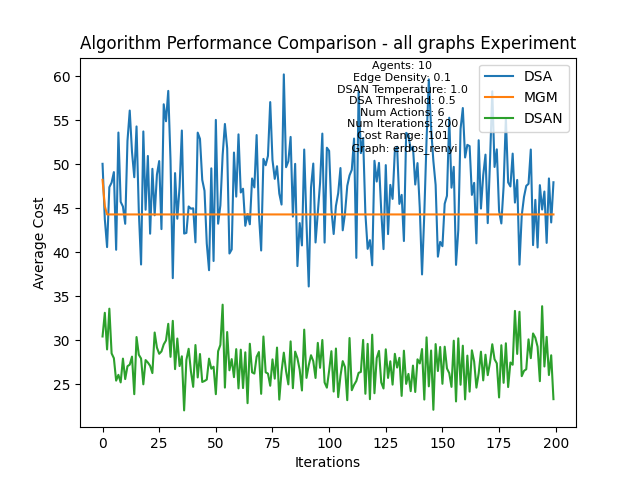 Algorithm Performance Comparison - all graphs Experiment
Agents: 10
Edge Density: 0.1
DSAN Temperature: 1.0
DSA Threshold: 0.5
Num Actions: 6
Num Iterations: 200
Cost Range: 101
Graph: erdos_renyi
DSA
MGM
DSAN
Average Cost
60
55
50
45
40
35
30
25
0
25
50
75
100
125
150
175
200
Iterations